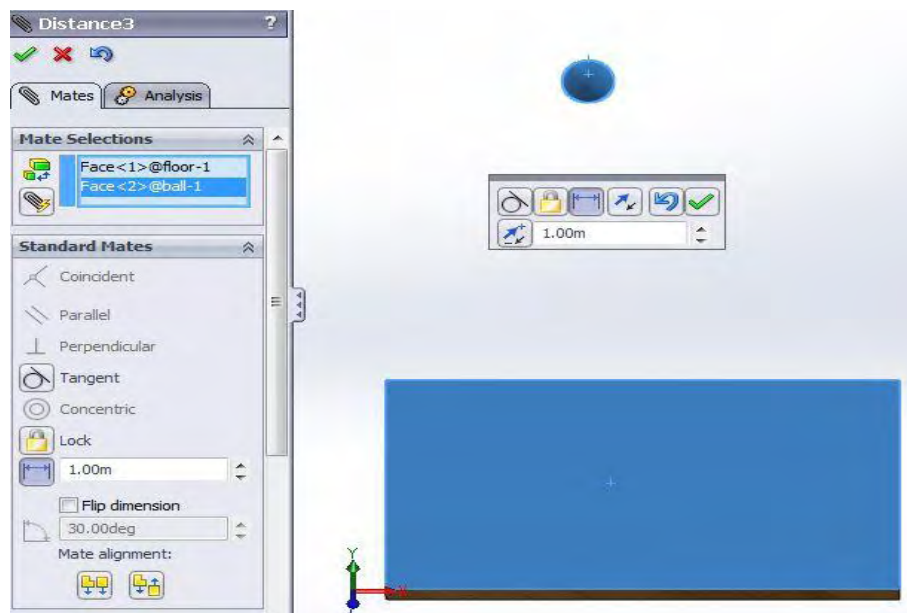 Distance3 ?
Mates Analysis
Mate Selections
Face<1>@floor-1
Face<2>@ball-1
Standard Mates
Coincident
Parallel
Perpendicular
Tangent
Concentric
Lock
1.00m
Flip dimension
30.00deg
Mate alignment:
1.00m
Y
X